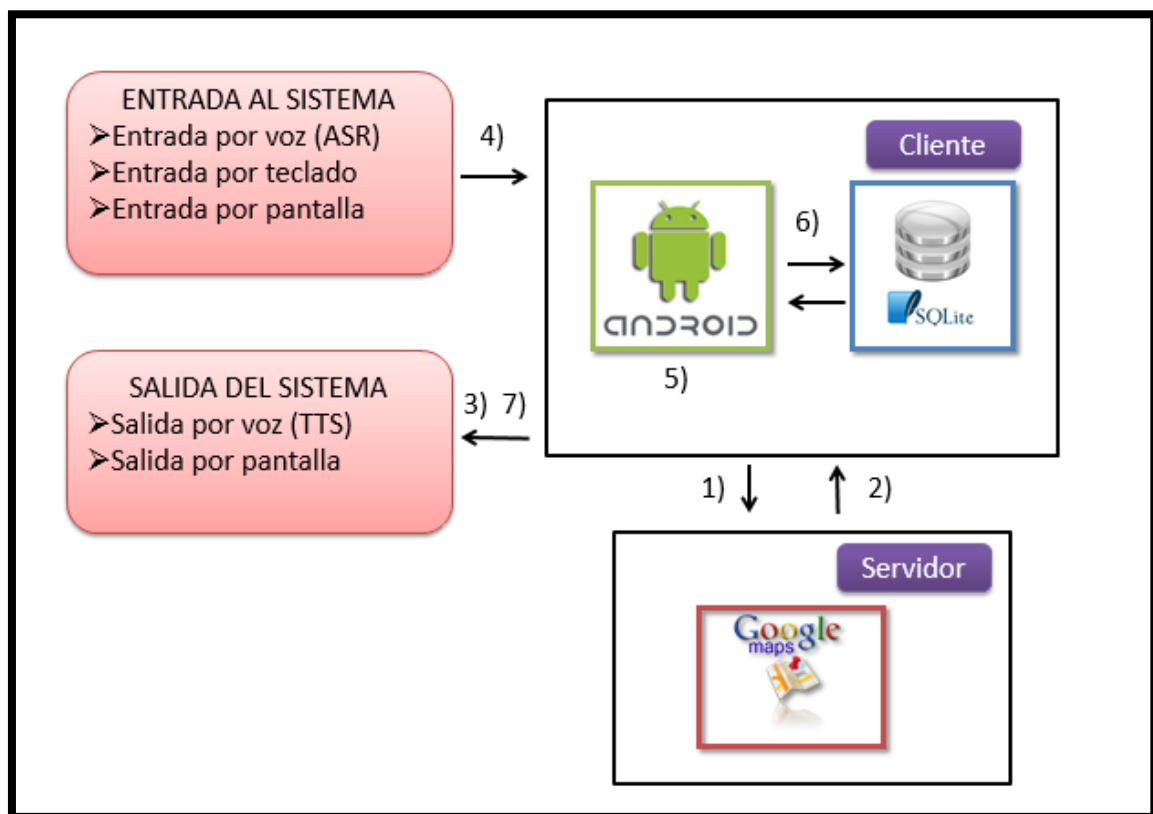 ENTRADA AL SISTEMA
➢Entrada por voz (ASR)
➢Entrada por teclado
➢Entrada por pantalla
4)
Cliente
6)
ANDROID
SQLite
5)
SALIDA DEL SISTEMA
➢Salida por voz (TTS)
➢Salida por pantalla
3) 7)
1)
2)
Servidor
Google
maps